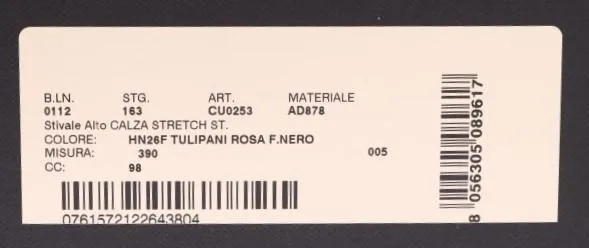 B.LN. STG. ART. MATERIALE
0112 163 CU0253 AD878
Stivale Alto CALZA STRETCH ST.
COLORE: HN26F TULIPANI ROSA F.NERO
MISURA: 390 005
CC: 98
0761572122643804
8 056305 089617